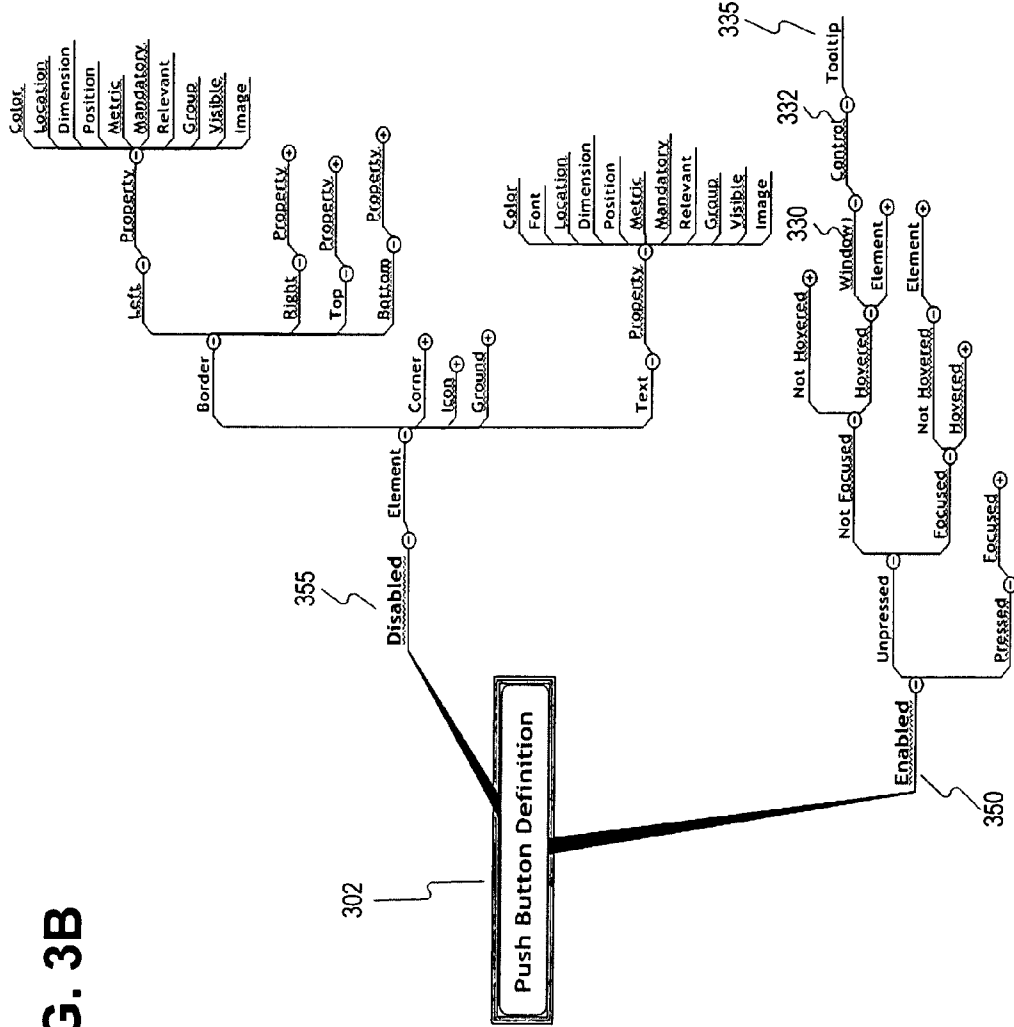 G. 3B
302
Push Button Definition
355
Disabled
Element
Border
Left
Property
Color
Location
Dimension
Position
Metric
Mandatory
Relevant
Group
Visible
Image
Right
Property
Top
Property
Bottom
Property
Corner
Icon
Ground
Text
Property
Color
Font
Location
Dimension
Position
Metric
Mandatory
Relevant
Group
Visible
Image
350
Enabled
Unpressed
Not Focused
Not Hovered
Hovered
330
Window
332
Control
335
Tooltip
Element
Focused
Not Hovered
Element
Hovered
Pressed
Focused